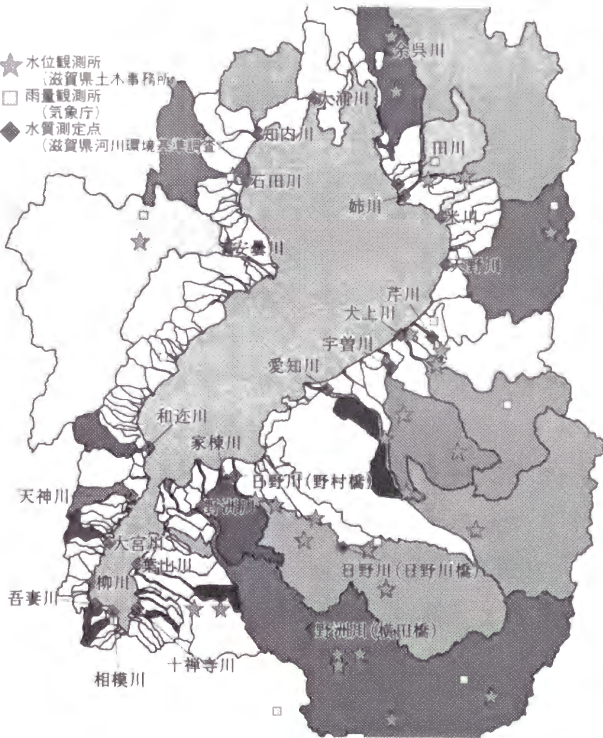 水位観測所
(滋賀県土木事務所)
雨量観測所
(気象庁)
水質測定点
(滋賀県河川環境基準調査)
余呉川
大浦川
知内川
田川
石田川
姉川
米川
安曇川
天野川
芹川
犬上川
宇曽川
愛知川
和迩川
家棟川
日野川(野村橋)
天神川
野洲川
大宮川
葉山川
日野川(日野川橋)
柳川
吾妻川
野洲川(横田橋)
十禅寺川
相模川